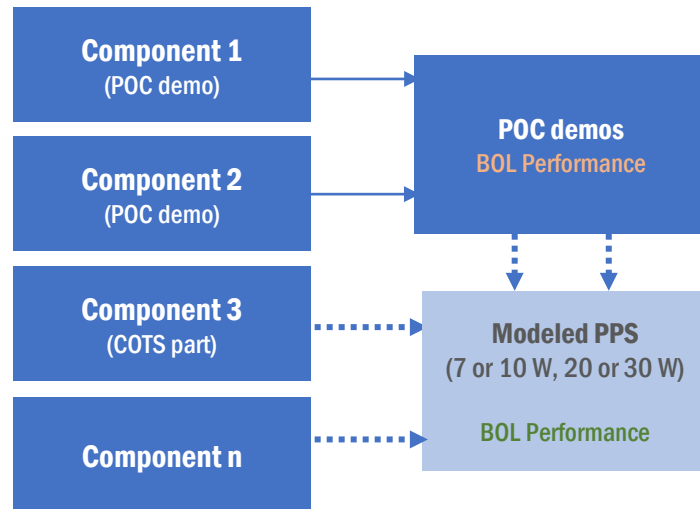 Component 1
(POC demo)
Component 2
(POC demo)
Component 3
(COTS part)
Component n
POC demos
BOL Performance
Modeled PPS
(7 or 10 W, 20 or 30 W)
BOL Performance